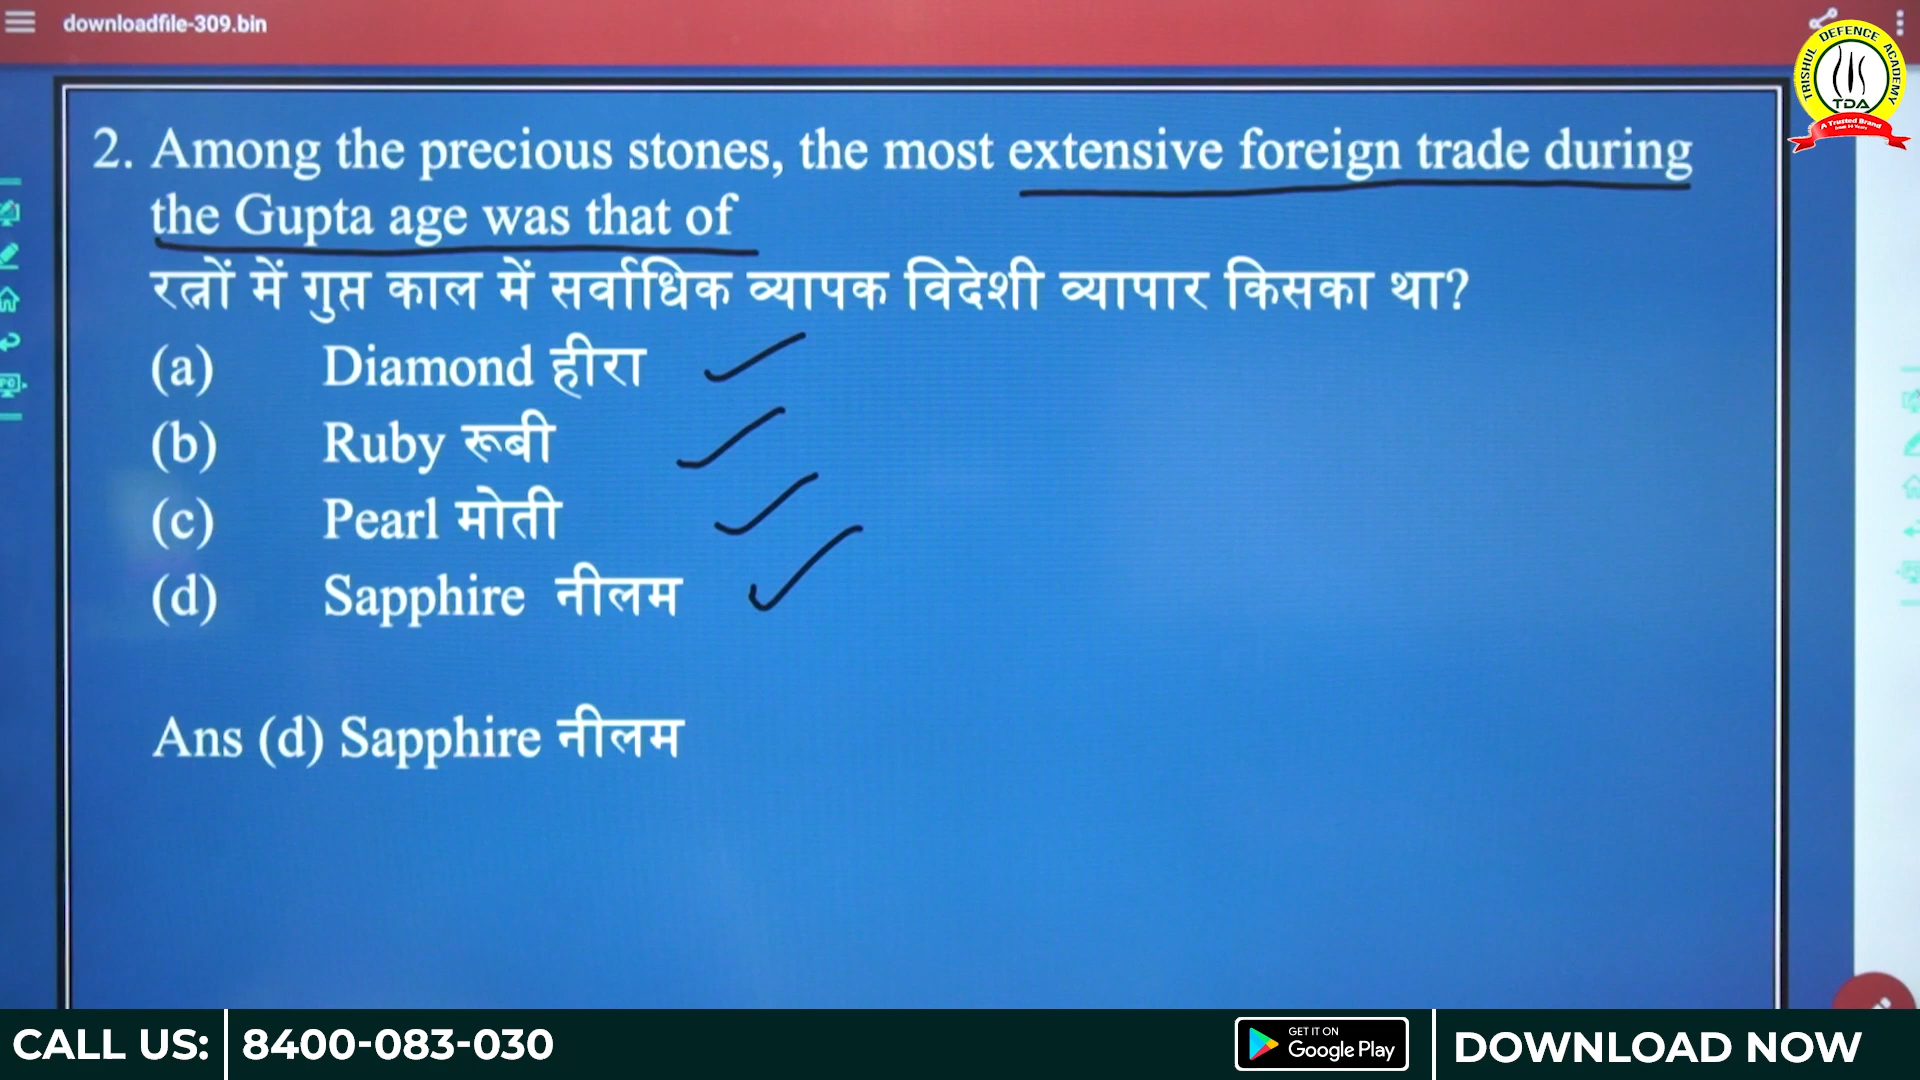 downloadfile-309.bin
TRISHUL DEFENCE ACADEMY
TDA
A Trusted Brand
2. Among the precious stones, the most extensive foreign trade during
the Gupta age was that of
रत्नों में गुप्त काल में सर्वाधिक व्यापक विदेशी व्यापार किसका था?
(a) Diamond हीरा
(b) Ruby रूबी
(c) Pearl मोती
(d) Sapphire नीलम
Ans (d) Sapphire नीलम
CALL US: 8400-083-030
GET IT ON
Google Play
DOWNLOAD NOW